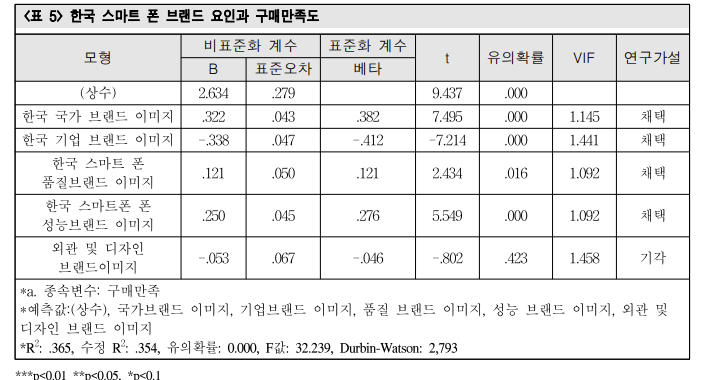 <표 5> 한국 스마트 폰 브랜드 요인과 구매만족도
모형 비표준화 계수 표준화 계수 t 유의확률 VIF 연구가설
B 표준오차 베타
(상수) 2.634 .279 9.437 .000
한국 국가 브랜드 이미지 .322 .043 .382 7.495 .000 1.145 채택
한국 기업 브랜드 이미지 -.338 .047 -.412 -7.214 .000 1.441 채택
한국 스마트 폰
품질브랜드 이미지 .121 .050 .121 2.434 .016 1.092 채택
한국 스마트폰 폰
성능브랜드 이미지 .250 .045 .276 5.549 .000 1.092 채택
외관 및 디자인
브랜드이미지 -.053 .067 -.046 -.802 .423 1.458 기각
*a. 종속변수: 구매만족
*예측값:(상수), 국가브랜드 이미지, 기업브랜드 이미지, 품질 브랜드 이미지, 성능 브랜드 이미지, 외관 및
디자인 브랜드 이미지
*R²: .365, 수정 R²: .354, 유의확률: 0.000, F값: 32.239, Durbin-Watson: 2,793
***p<0.01 **p<0.05, *p<0.1